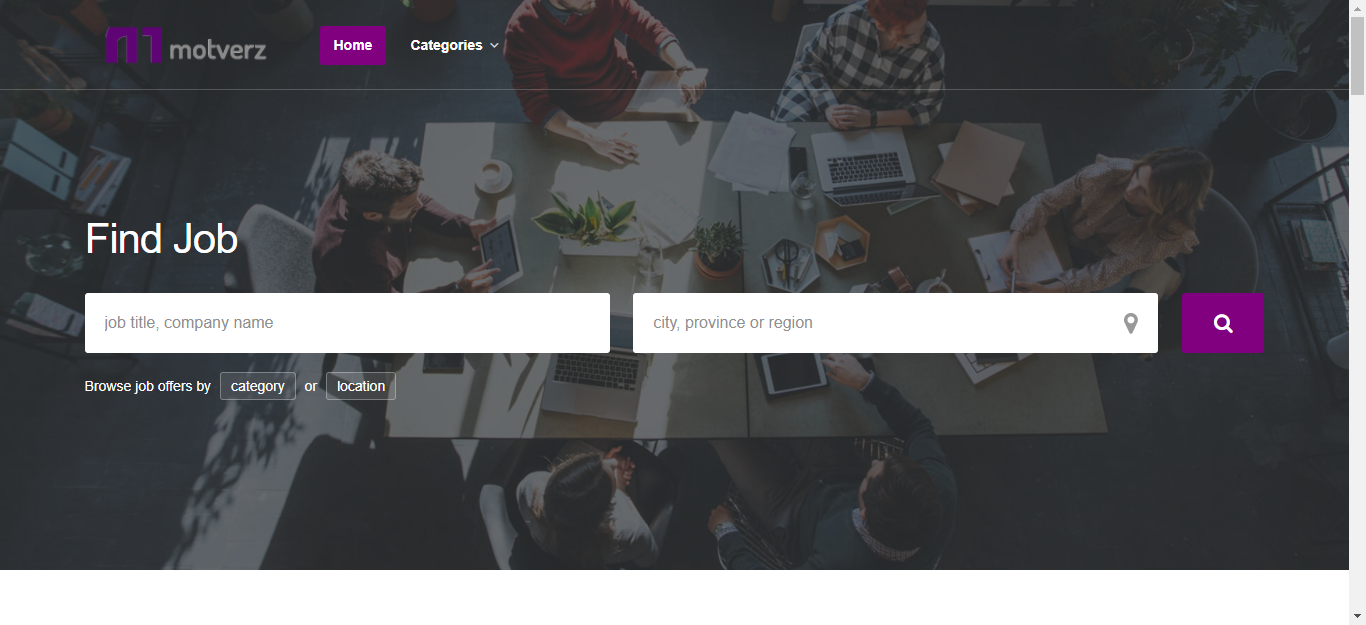 motverz
Home
Categories
Find Job
job title, company name
city, province or region
Browse job offers by category or location